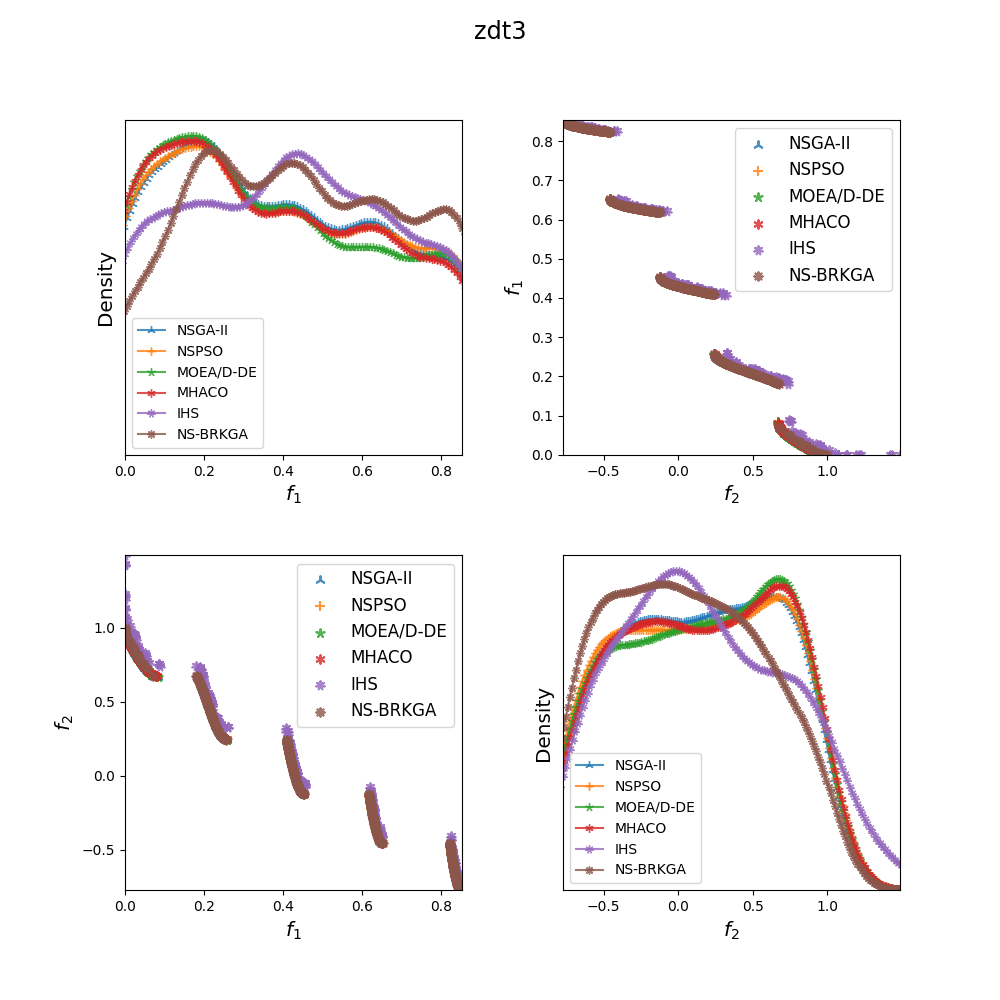 zdt3
Density
NSGA-II
NSPSO
MOEA/D-DE
MHACO
IHS
NS-BRKGA
0.0 0.2 0.4 0.6 0.8
f1
f1
0.8
0.7
0.6
0.5
0.4
0.3
0.2
0.1
0.0
NSGA-II
NSPSO
MOEA/D-DE
MHACO
IHS
NS-BRKGA
−0.5 0.0 0.5 1.0
f2
f2
1.0
0.5
0.0
−0.5
NSGA-II
NSPSO
MOEA/D-DE
MHACO
IHS
NS-BRKGA
0.0 0.2 0.4 0.6 0.8
f1
Density
NSGA-II
NSPSO
MOEA/D-DE
MHACO
IHS
NS-BRKGA
−0.5 0.0 0.5 1.0
f2